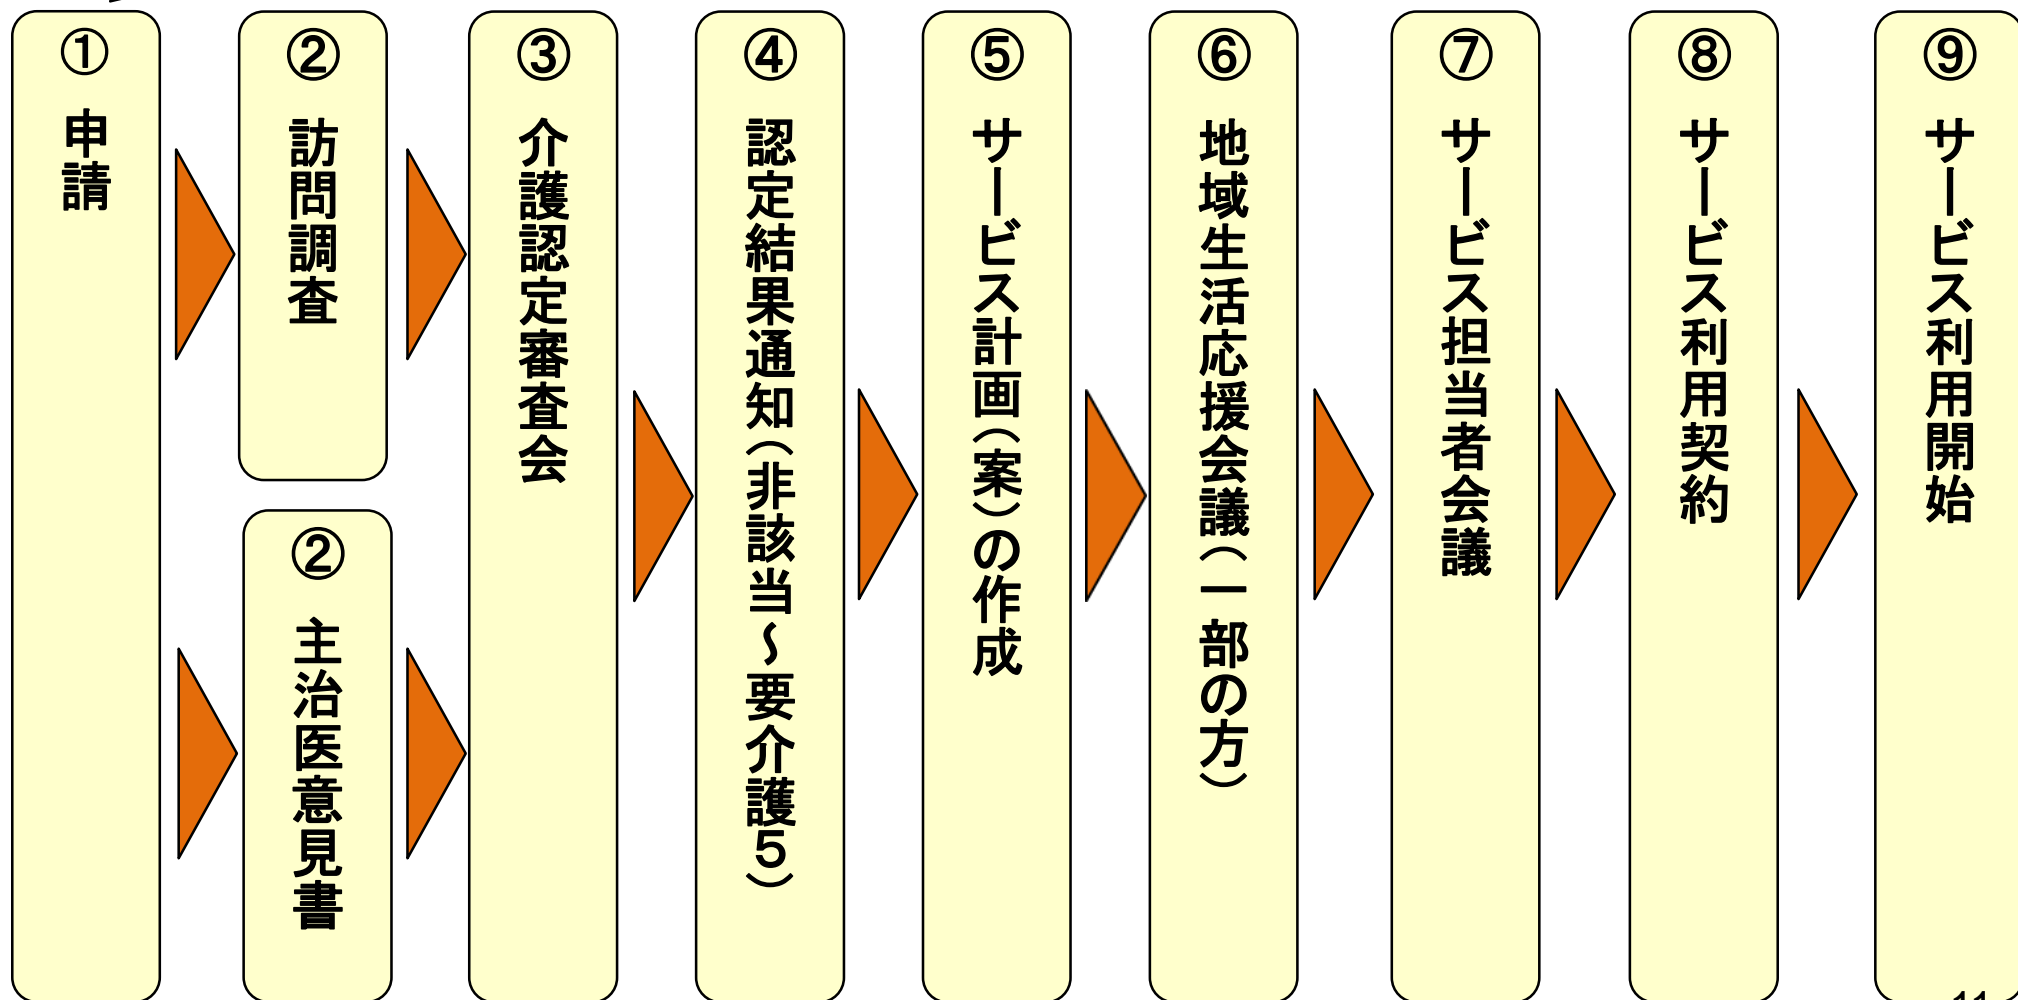 ① 申請
② 訪問調査
② 主治医意見書
③ 介護認定審査会
④ 認定結果通知（非該当～要介護５）
⑤ サービス計画（案）の作成
⑥ 地域生活応援会議（一部の方）
⑦ サービス担当者会議
⑧ サービス利用契約
⑨ サービス利用開始
11